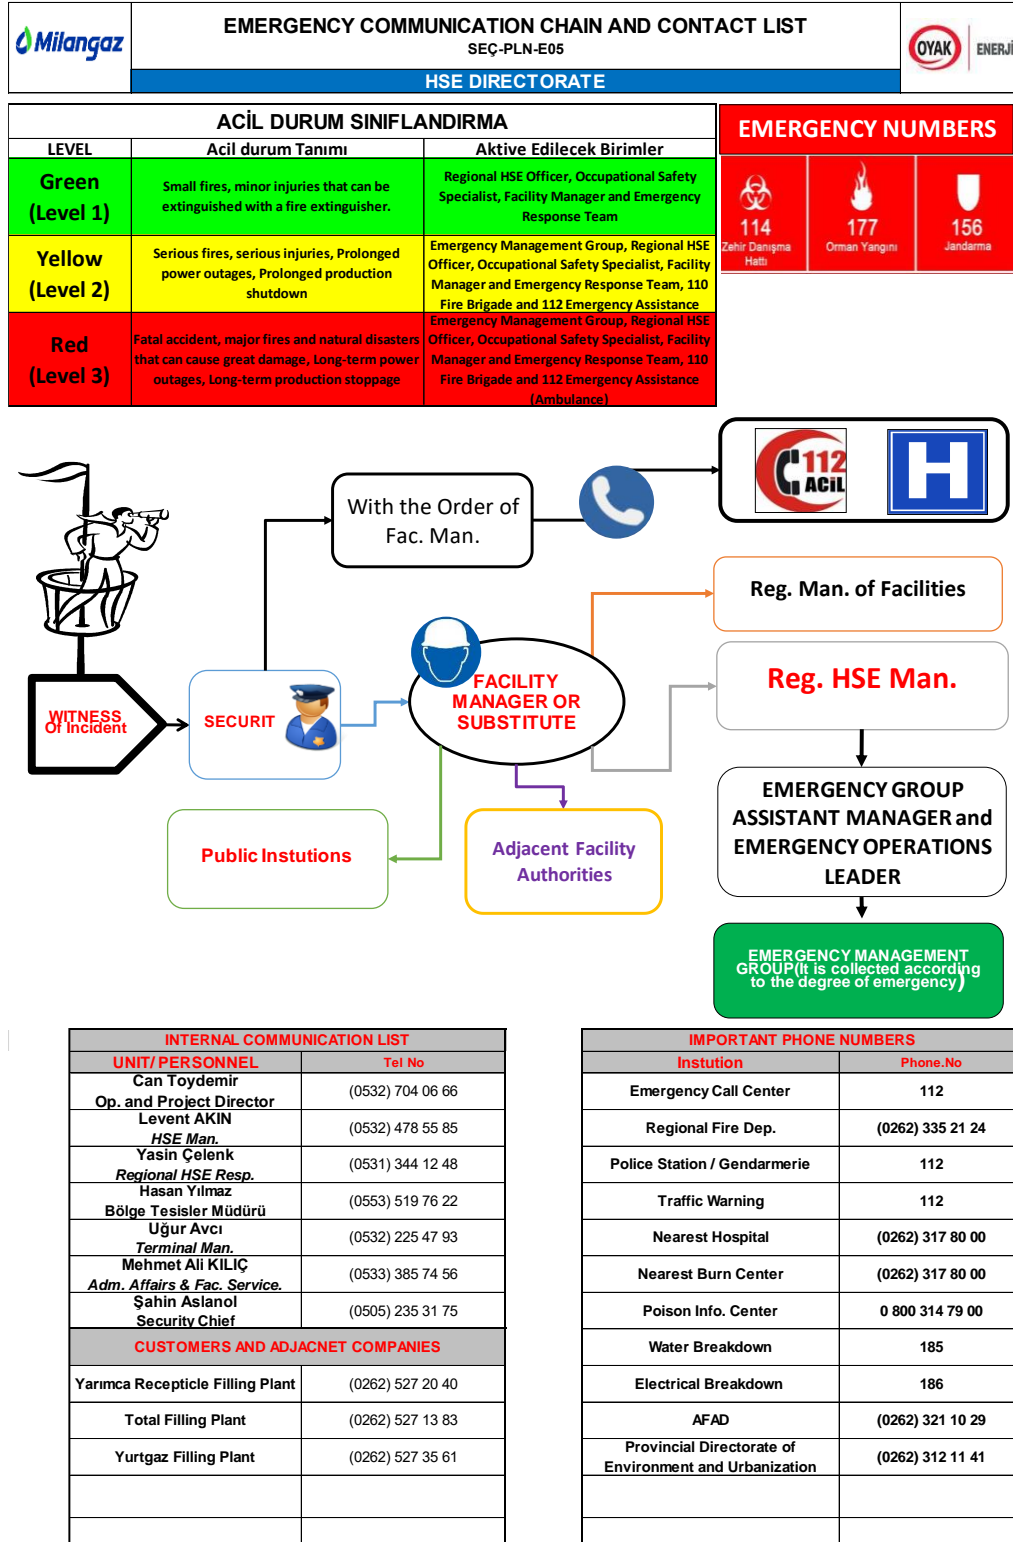 Milangaz
EMERGENCY COMMUNICATION CHAIN AND CONTACT LIST
SEÇ-PLN-E05
HSE DIRECTORATE
OYAK
ENERJİ
ACİL DURUM SINIFLANDIRMA
LEVEL
Acil durum Tanımı
Aktive Edilecek Birimler
Green
(Level 1)
Small fires, minor injuries that can be
extinguished with a fire extinguisher.
Regional HSE Officer, Occupational Safety
Specialist, Facility Manager and Emergency
Response Team
Yellow
(Level 2)
Serious fires, serious injuries, Prolonged
power outages, Prolonged production
shutdown
Emergency Management Group, Regional HSE
Officer, Occupational Safety Specialist, Facility
Manager and Emergency Response Team, 110
Fire Brigade and 112 Emergency Assistance
Red
(Level 3)
Fatal accident, major fires and natural disasters
that can cause great damage, Long-term power
outages, Long-term production stoppage
Emergency Management Group, Regional HSE
Officer, Occupational Safety Specialist, Facility
Manager and Emergency Response Team, 110
Fire Brigade and 112 Emergency Assistance
(Ambulance)
EMERGENCY NUMBERS
114
Zehir Danışma
Hattı
177
Orman Yangını
156
Jandarma
With the Order of
Fac. Man.
112
ACİL
H
Reg. Man. of Facilities
Reg. HSE Man.
WITNESS
Of Incident
SECURIT
FACILITY
MANAGER OR
SUBSTITUTE
EMERGENCY GROUP
ASSISTANT MANAGER and
EMERGENCY OPERATIONS
LEADER
Public Instutions
Adjacent Facility
Authorities
EMERGENCY MANAGEMENT
GROUP(It is collected according
to the degree of emergency)
INTERNAL COMMUNICATION LIST
UNIT/ PERSONNEL
Tel No
Can Toydemir
Op. and Project Director
(0532) 704 06 66
Levent AKIN
HSE Man.
(0532) 478 55 85
Yasin Çelenk
Regional HSE Resp.
(0531) 344 12 48
Hasan Yılmaz
Bölge Tesisler Müdürü
(0553) 519 76 22
Uğur Avcı
Terminal Man.
(0532) 225 47 93
Mehmet Ali KILIÇ
Adm. Affairs & Fac. Service.
(0533) 385 74 56
Şahin Aslanol
Security Chief
(0505) 235 31 75
CUSTOMERS AND ADJACNET COMPANIES
Yarımca Recepticle Filling Plant
(0262) 527 20 40
Total Filling Plant
(0262) 527 13 83
Yurtgaz Filling Plant
(0262) 527 35 61
IMPORTANT PHONE NUMBERS
Instution
Phone.No
Emergency Call Center
112
Regional Fire Dep.
(0262) 335 21 24
Police Station / Gendarmerie
112
Traffic Warning
112
Nearest Hospital
(0262) 317 80 00
Nearest Burn Center
(0262) 317 80 00
Poison Info. Center
0 800 314 79 00
Water Breakdown
185
Electrical Breakdown
186
AFAD
(0262) 321 10 29
Provincial Directorate of
Environment and Urbanization
(0262) 312 11 41